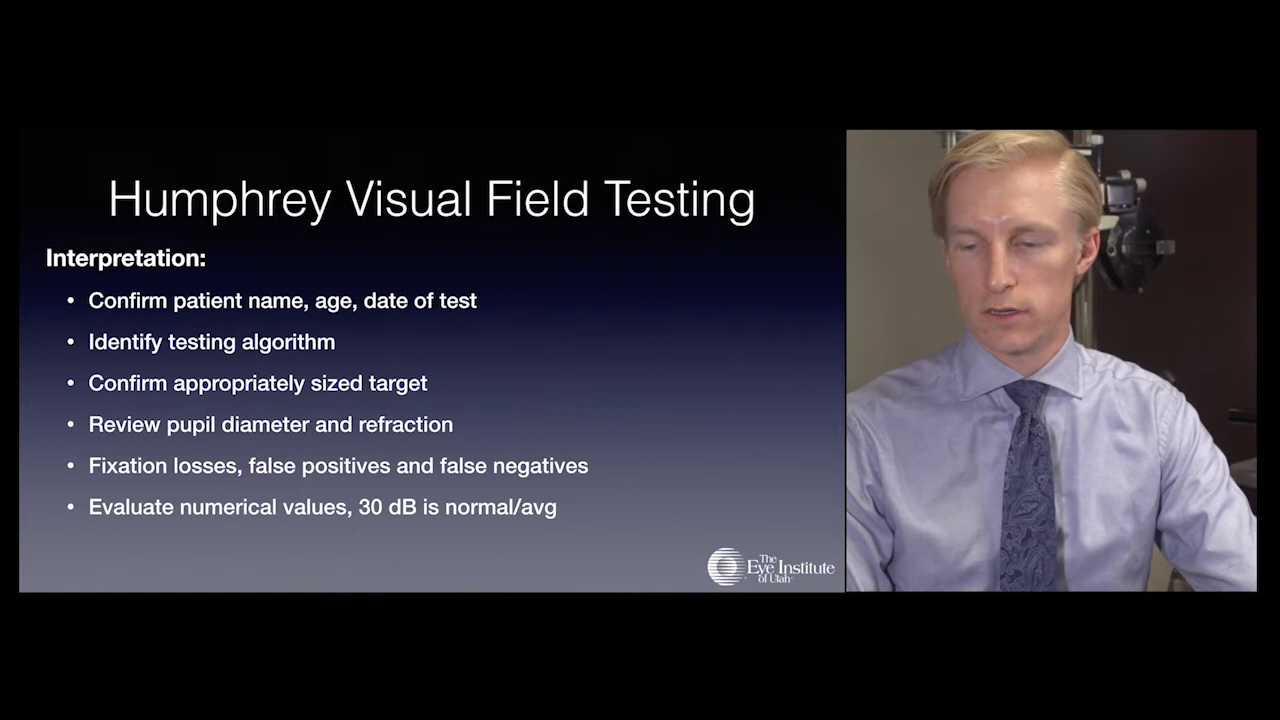 Humphrey Visual Field Testing
Interpretation:
• Confirm patient name, age, date of test
• Identify testing algorithm
• Confirm appropriately sized target
• Review pupil diameter and refraction
• Fixation losses, false positives and false negatives
• Evaluate numerical values, 30 dB is normal/avg
The
Eye Institute
of Utah